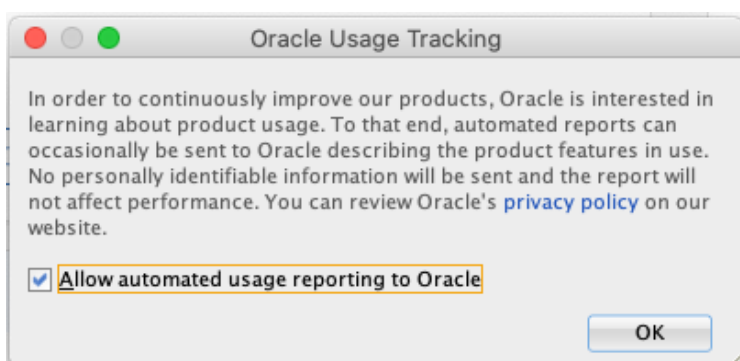 Oracle Usage Tracking
In order to continuously improve our products, Oracle is interested in
learning about product usage. To that end, automated reports can
occasionally be sent to Oracle describing the product features in use.
No personally identifiable information will be sent and the report will
not affect performance. You can review Oracle's privacy policy on our
website.
Allow automated usage reporting to Oracle
OK